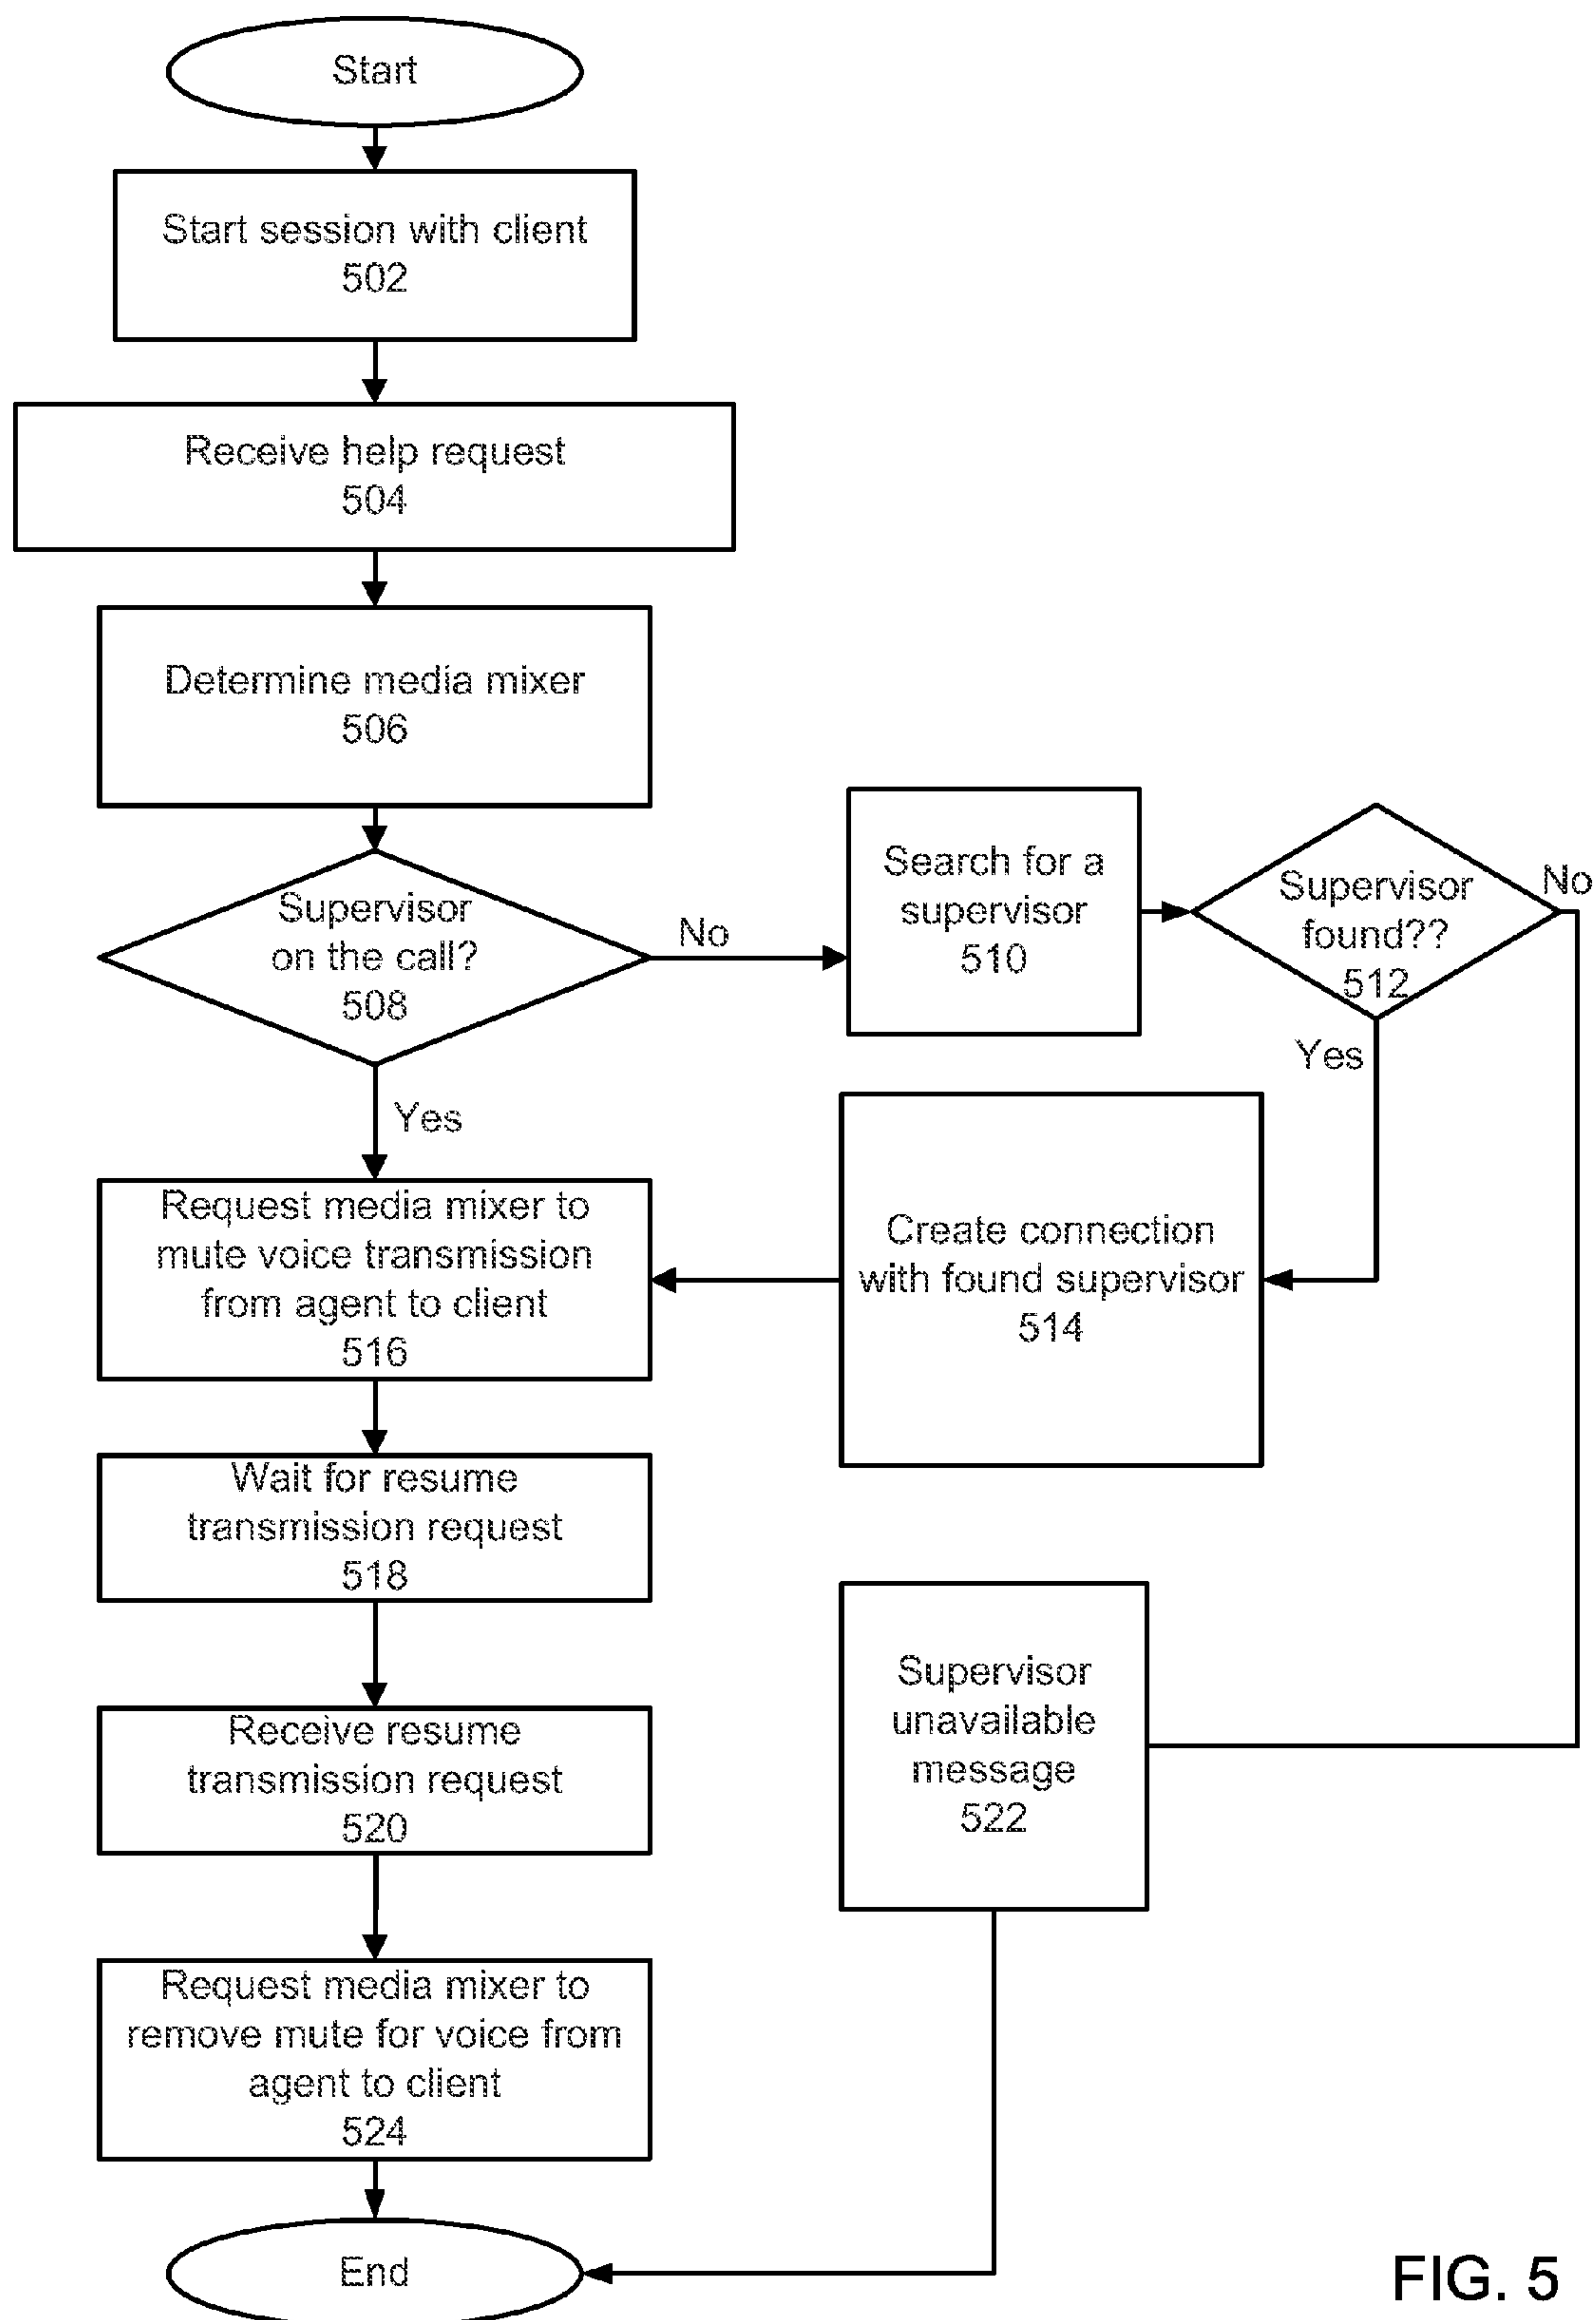 Start
Start session with client
502
Receive help request
504
Determine media mixer
506
Supervisor
on the call?
508
No
Search for a
supervisor
510
Supervisor
found??
512
No
Yes
Yes
Create connection
with found supervisor
514
Request media mixer to
mute voice transmission
from agent to client
516
Wait for resume
transmission request
518
Receive resume
transmission request
520
Supervisor
unavailable
message
522
Request media mixer to
remove mute for voice from
agent to client
524
End
FIG. 5